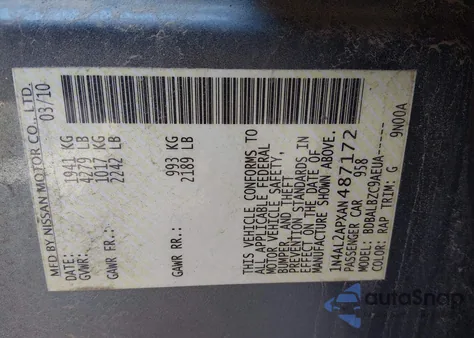 MFD BY NISSAN MOTOR CO., LTD.
DATE: 03/10
GVWR: 1941 KG
4279 LB
GAWR FR.: 1017 KG
2242 LB
GAWR RR.: 993 KG
2189 LB
THIS VEHICLE CONFORMS TO
ALL APPLICABLE FEDERAL
MOTOR VEHICLE SAFETY,
BUMPER, AND THEFT
PREVENTION STANDARDS IN
EFFECT ON THE DATE OF
MANUFACTURE SHOWN ABOVE.
1N4AL2APXAN487172
PASSENGER CAR 958
MODEL: BDBALBZC9AEUA-----
COLOR: RAP TRIM: G 9N00A
autoSnap